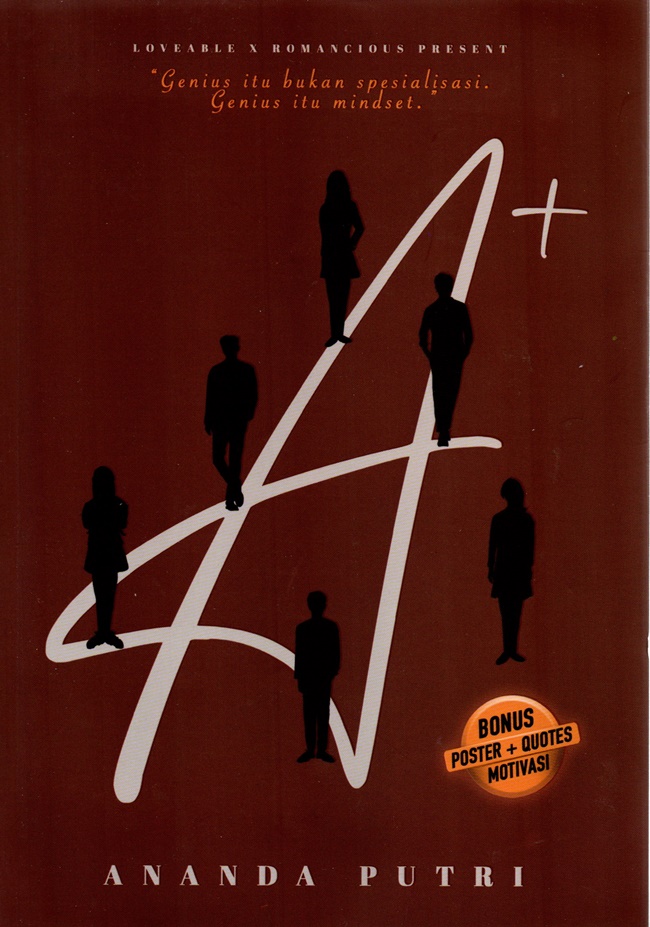 LOVEABLE X ROMANCIOUS PRESENT
"Genius itu bukan spesialisasi.
Genius itu mindset."
A+
BONUS
POSTER + QUOTES
MOTIVASI
ANANDA PUTRI